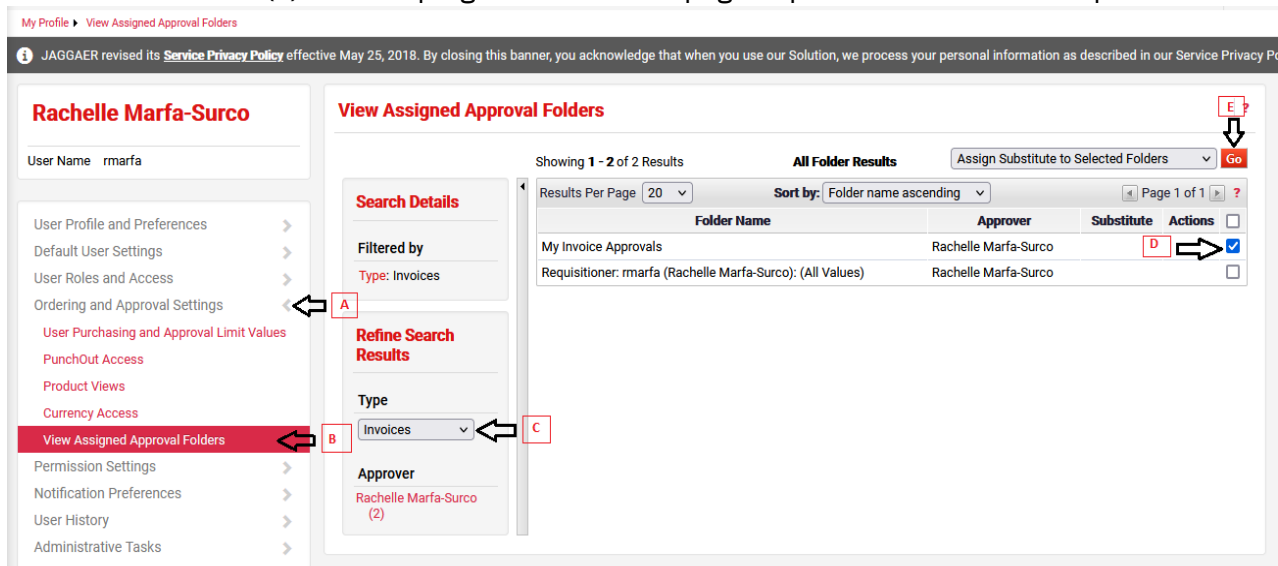 My Profile View Assigned Approval Folders
JAGGAER revised its Service Privacy Policy effective May 25, 2018. By closing this banner, you acknowledge that when you use our Solution, we process your personal information as described in our Service Privacy
Rachelle Marfa-Surco
User Name rmarfa
User Profile and Preferences
Default User Settings
User Roles and Access
Ordering and Approval Settings
A
User Purchasing and Approval Limit Values
PunchOut Access
Product Views
Currency Access
View Assigned Approval Folders
B
Permission Settings
Notification Preferences
User History
Administrative Tasks
View Assigned Approval Folders
E ?
Showing 1 - 2 of 2 Results All Folder Results Assign Substitute to Selected Folders Go
Search Details
Filtered by
Type: Invoices
Refine Search
Results
Type
Invoices
C
Approver
Rachelle Marfa-Surco
(2)
Results Per Page 20 Sort by: Folder name ascending Page 1 of 1 ?
Folder Name Approver Substitute Actions
My Invoice Approvals Rachelle Marfa-Surco D
Requisitioner: rmarfa (Rachelle Marfa-Surco): (All Values) Rachelle Marfa-Surco